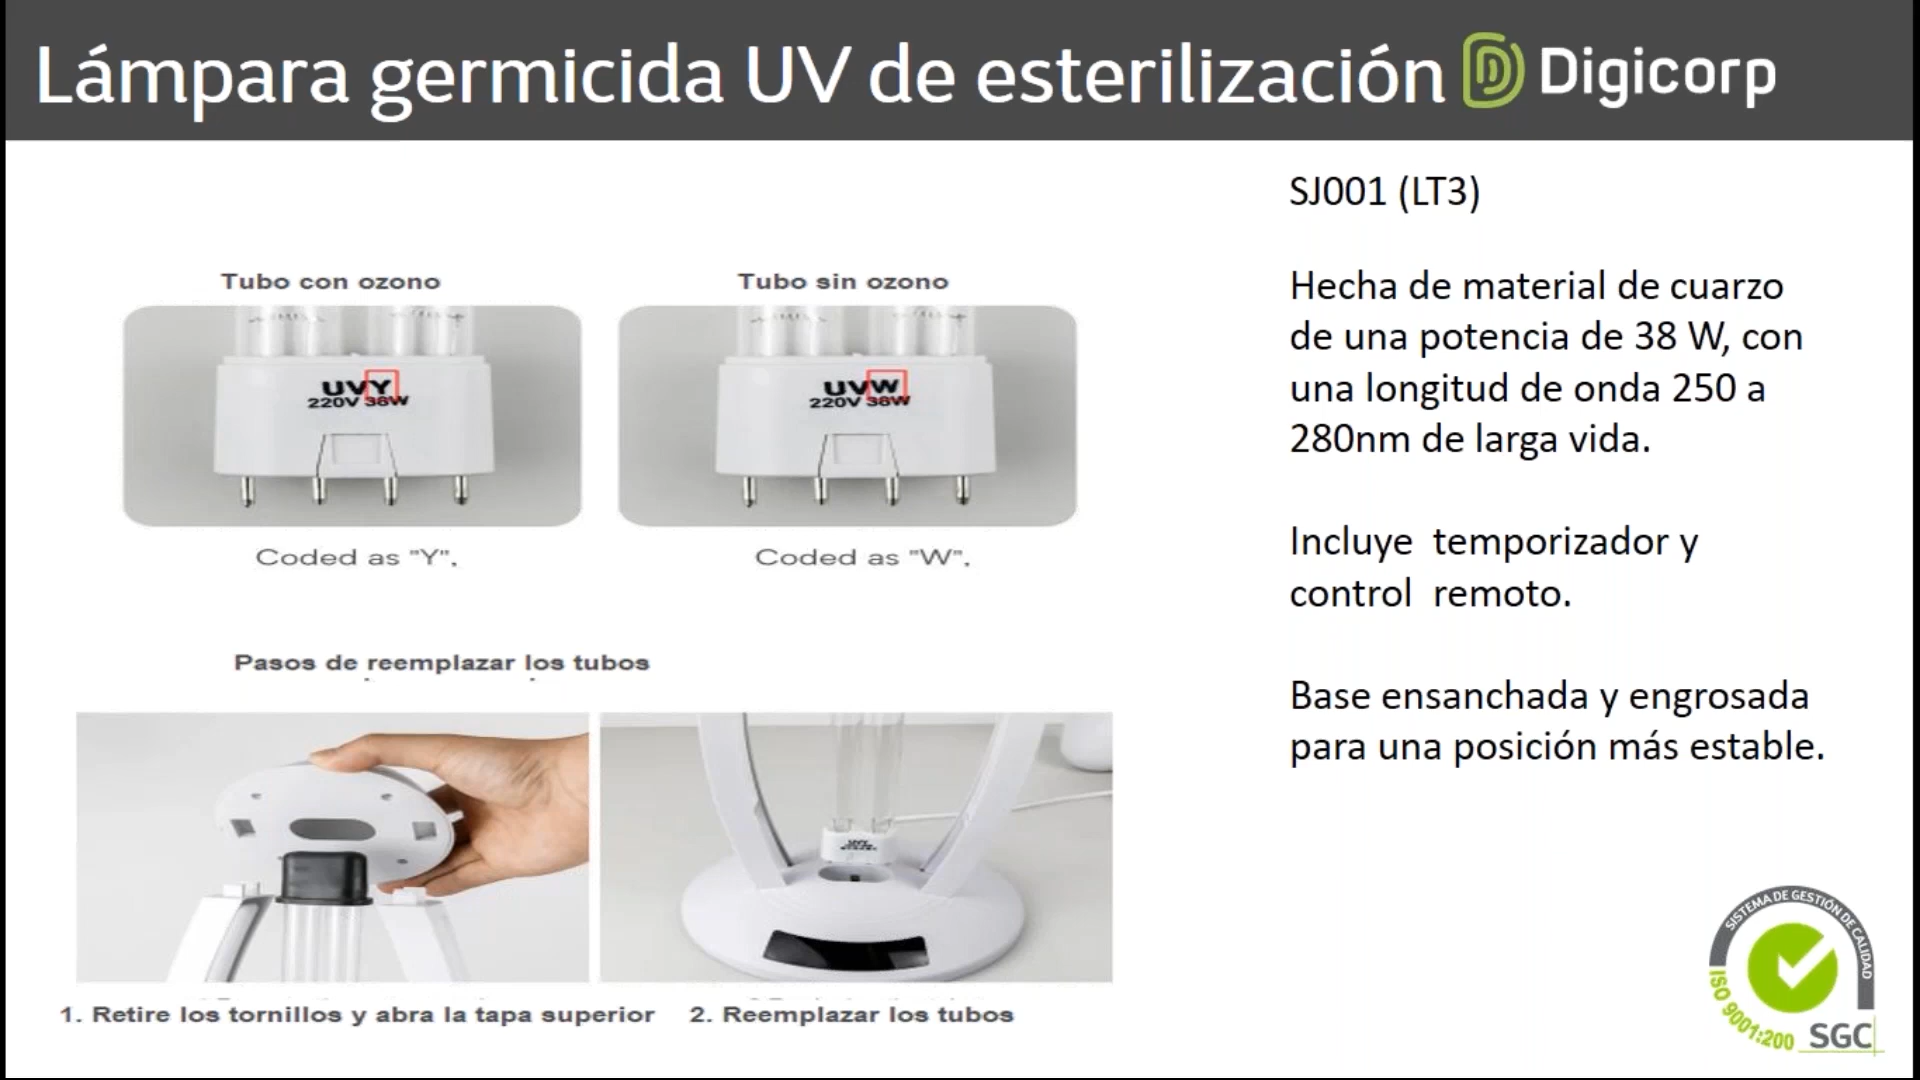 Lámpara germicida UV de esterilización
Digicorp
SJ001 (LT3)
Hecha de material de cuarzo
de una potencia de 38 W, con
una longitud de onda 250 a
280nm de larga vida.
Incluye temporizador y
control remoto.
Base ensanchada y engrosada
para una posición más estable.
Tubo con ozono
Tubo sin ozono
UVY
220V 38W
UVW
220V 38W
Coded as "Y",
Coded as "W",
Pasos de reemplazar los tubos
UVY
1. Retire los tornillos y abra la tapa superior
2. Reemplazar los tubos
SISTEMA DE GESTIÓN DE CALIDAD
ISO 9001:200
SGC